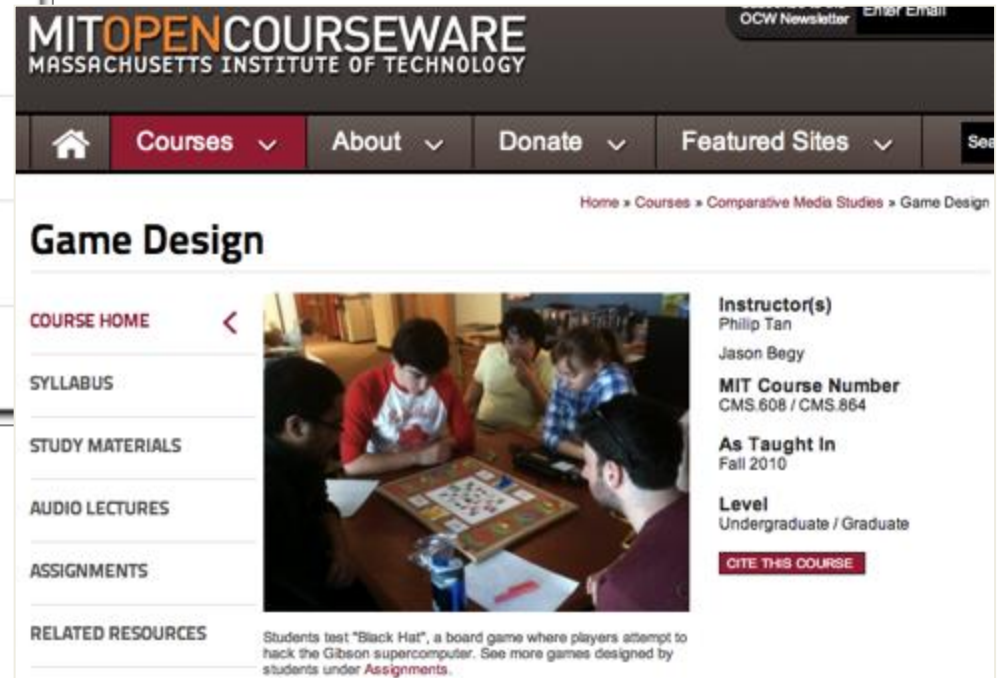 OCW Newsletter
Enter Email
MITOPENCOURSEWARE
MASSACHUSETTS INSTITUTE OF TECHNOLOGY
Courses
About
Donate
Featured Sites
Home » Courses » Comparative Media Studies » Game Design
Game Design
COURSE HOME
SYLLABUS
STUDY MATERIALS
AUDIO LECTURES
ASSIGNMENTS
RELATED RESOURCES
Students test "Black Hat", a board game where players attempt to
hack the Gibson supercomputer. See more games designed by
students under Assignments.
Instructor(s)
Philip Tan
Jason Begy
MIT Course Number
CMS.608 / CMS.864
As Taught In
Fall 2010
Level
Undergraduate / Graduate
CITE THIS COURSE